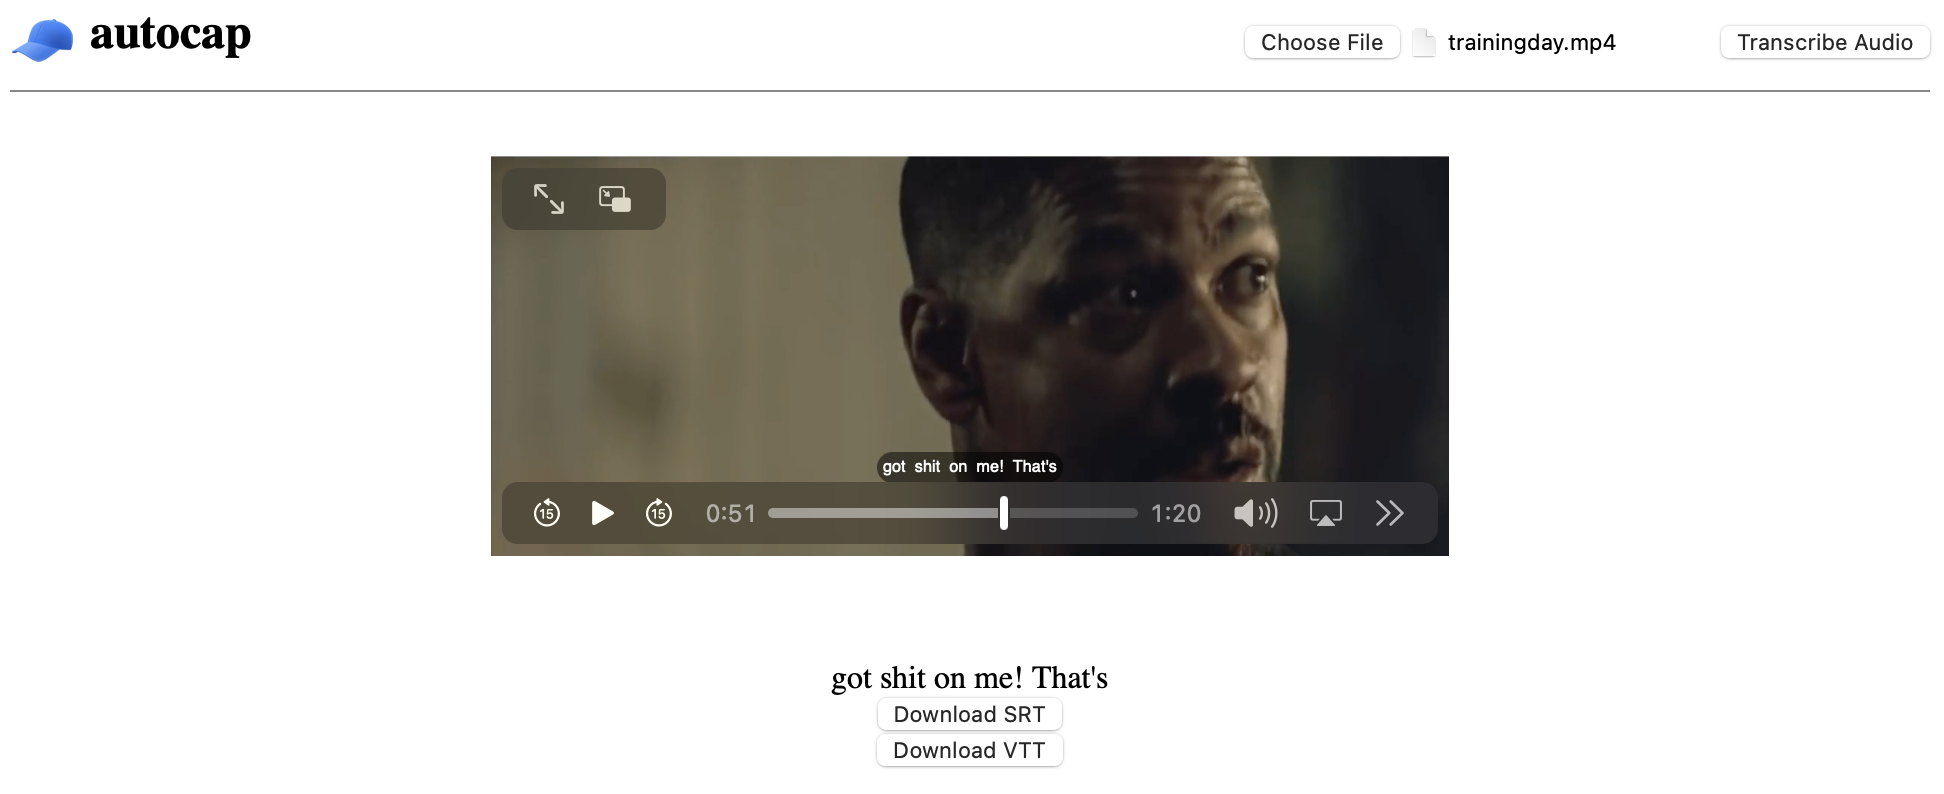 autocap
Choose File trainingday.mp4 Transcribe Audio
got shit on me! That's
15 15 0:51 1:20
got shit on me! That's
Download SRT
Download VTT